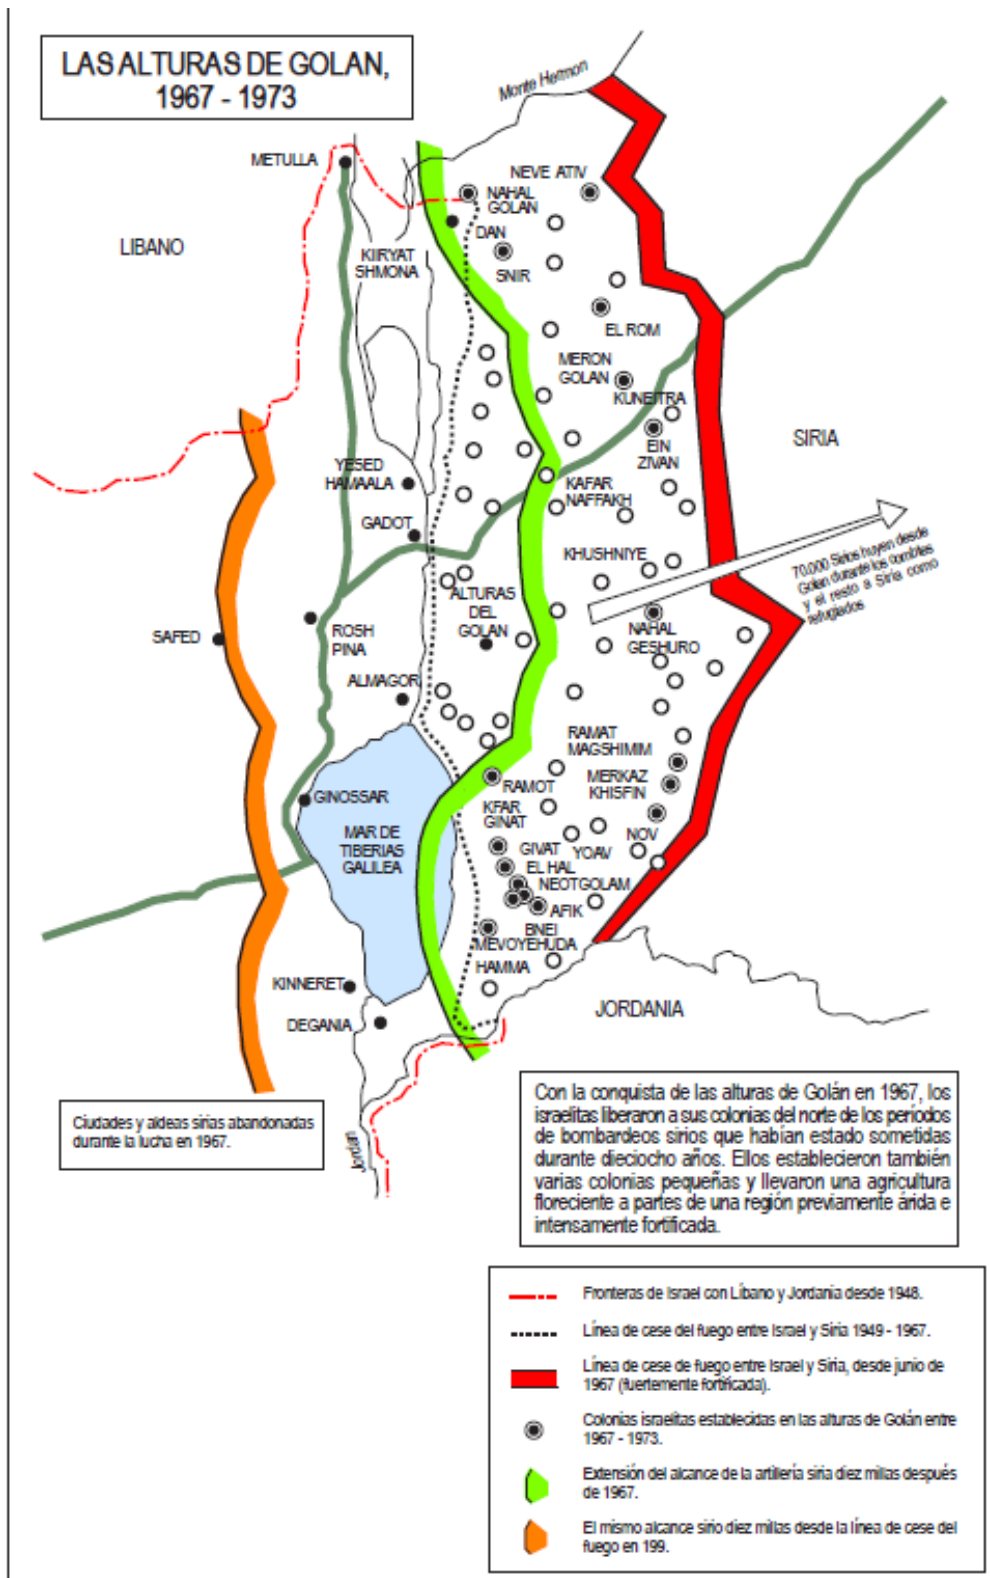 LAS ALTURAS DE GOLAN,
1967 - 1973
Monte Hermon
METULLA
NEVE ATIV
NAHAL
GOLAN
LIBANO
DAN
KIIRYAT
SHMONA
SNIR
EL ROM
MERON
GOLAN
KUNEITRA
SIRIA
EIN
ZIVAN
YESED
HAMAALA
KAFAR
NAFFAKH
GADOT
KHUSHNIYE
70.000 Sirios huyen desde
Golan durante los combtes
y el resto a Siria como
refugiados
ALTURAS
DEL
GOLAN
SAFED
ROSH
PINA
NAHAL
GESHURO
ALMAGOR
RAMAT
MAGSHIMIM
RAMOT
MERKAZ
KHISFIN
GINOSSAR
KFAR
GINAT
MAR DE
TIBERIAS
GALILEA
NOV
GIVAT
YOAV
EL HAL
NEOTGOLAM
AFIK
BNEI
MEVOYEHUDA
HAMMA
KINNERET
DEGANIA
JORDANIA
Jordan
Ciudades y aldeas sirias abandonadas
durante la lucha en 1967.
Con la conquista de las alturas de Golán en 1967, los
israelitas liberaron a sus colonias del norte de los períodos
de bombardeos sirios que habían estado sometidas
durante dieciocho años. Ellos establecieron también
varias colonias pequeñas y llevaron una agricultura
floreciente a partes de una región previamente árida e
intensamente fortificada.
Fronteras de Israel con Líbano y Jordania desde 1948.
Línea de cese del fuego entre Israel y Siria 1949 - 1967.
Línea de cese de fuego entre Israel y Siria, desde junio de
1967 (fuertemente fortificada).
Colonias israelitas establecidas en las alturas de Golán entre
1967 - 1973.
Extensión del alcance de la artillería siria diez millas después
de 1967.
El mismo alcance sirio diez millas desde la línea de cese del
fuego en 199.